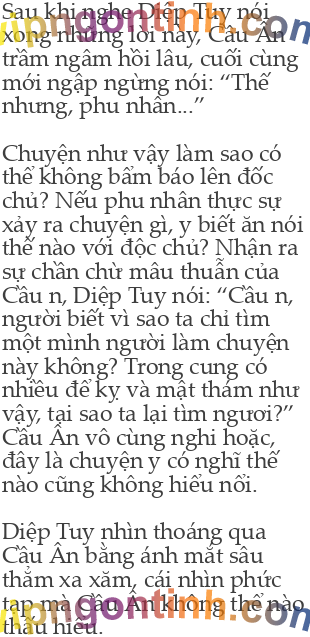 Sau khi nghe Diệp Tuy nói
xong những lời này, Cầu Ân
trầm ngâm hồi lâu, cuối cùng
mới ngập ngừng nói: “Thế
nhưng, phu nhân...”
Chuyện như vậy làm sao có
thể không bẩm báo lên đốc
chủ? Nếu phu nhân thực sự
xảy ra chuyện gì, y biết ăn nói
thế nào với độc chủ? Nhận ra
sự chần chừ mâu thuẫn của
Cầu n, Diệp Tuy nói: “Cầu n,
ngươi biết vì sao ta chỉ tìm
một mình ngươi làm chuyện
này không? Trong cung có
nhiều đề kỵ và mật thám như
vậy, tại sao ta lại tìm ngươi?”
Cầu Ân vô cùng nghi hoặc,
đây là chuyện y có nghĩ thế
nào cũng không hiểu nổi.
Diệp Tuy nhìn thoáng qua
Cầu Ân bằng ánh mắt sâu
thẳm xa xăm, cái nhìn phức
tạp mà Cầu Ân không thể nào
thấu hiểu.
vipngontinh.com
vipngontinh.com